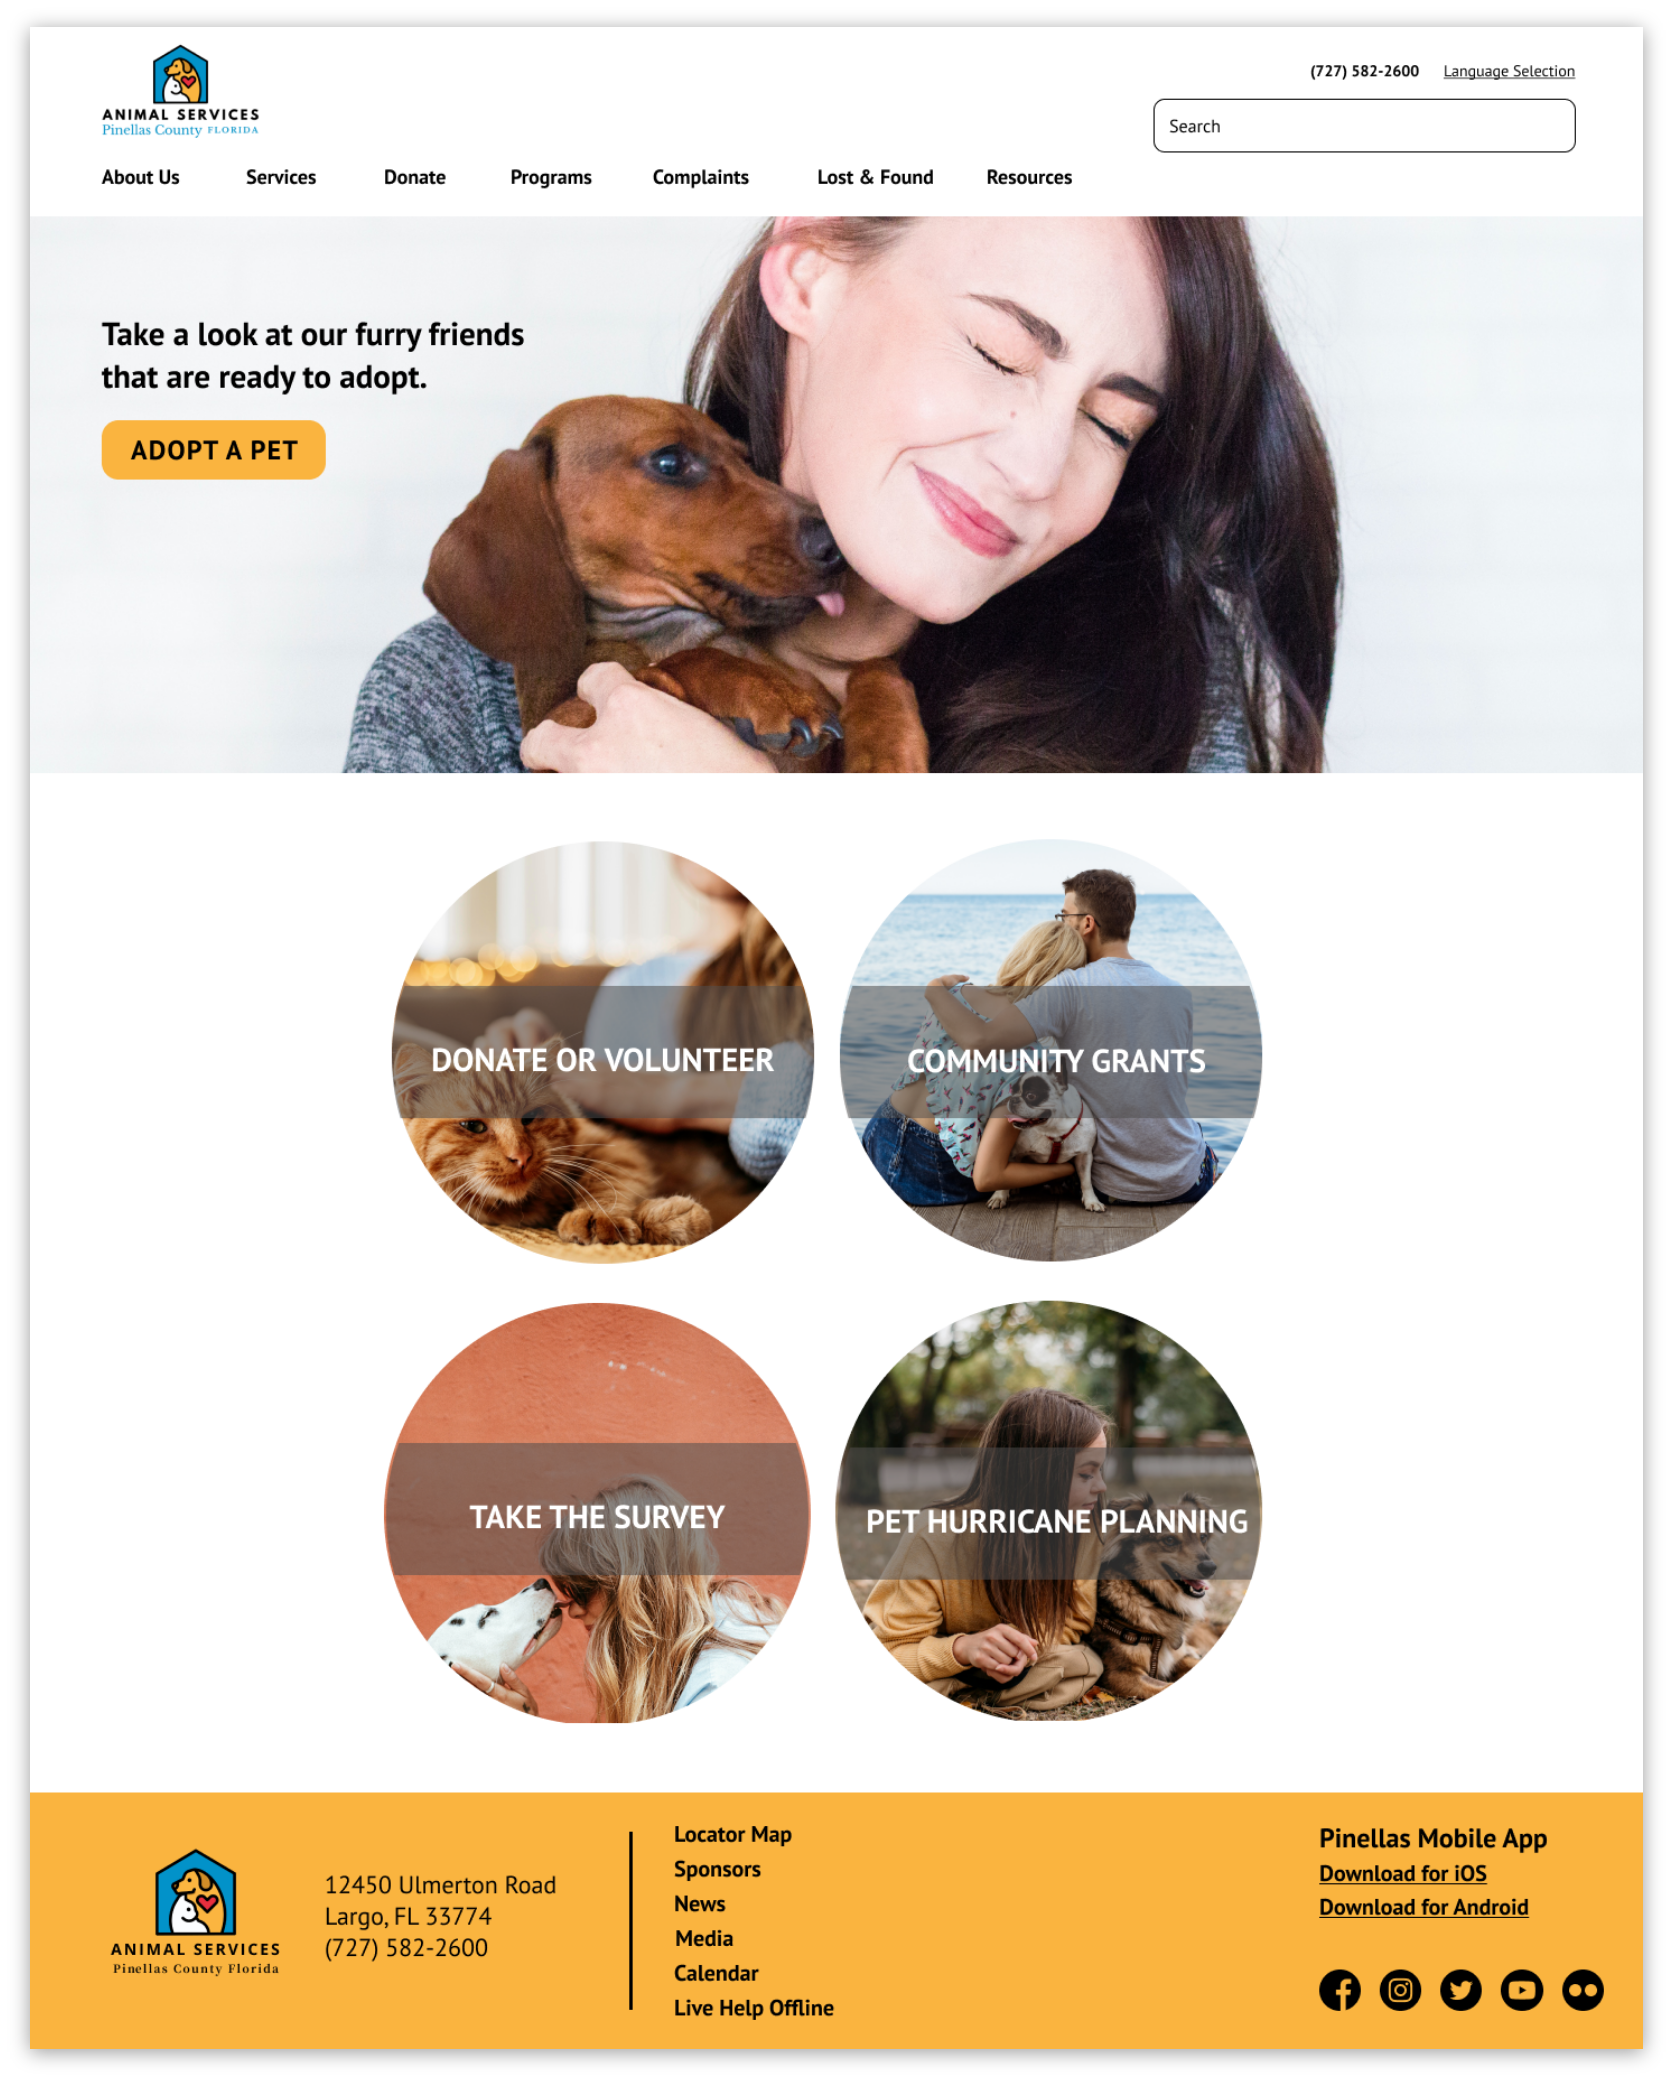 ANIMAL SERVICES
Pinellas County FLORIDA
(727) 582-2600 Language Selection
Search
About Us Services Donate Programs Complaints Lost & Found Resources
Take a look at our furry friends
that are ready to adopt.
ADOPT A PET
DONATE OR VOLUNTEER
COMMUNITY GRANTS
TAKE THE SURVEY
PET HURRICANE PLANNING
ANIMAL SERVICES
Pinellas County Florida
12450 Ulmerton Road
Largo, FL 33774
(727) 582-2600
Locator Map
Sponsors
News
Media
Calendar
Live Help Offline
Pinellas Mobile App
Download for iOS
Download for Android